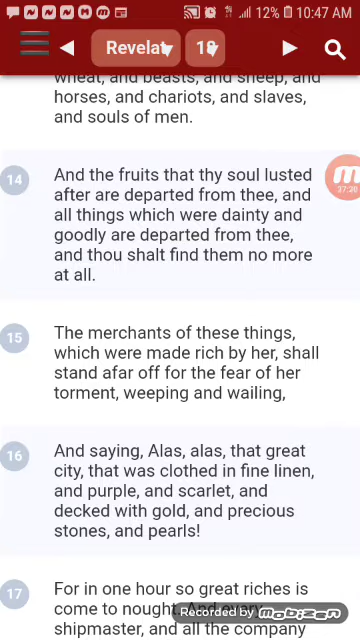 12% 10:47 AM
Revelat 18
wheat, and beasts, and sheep, and
horses, and chariots, and slaves,
and souls of men.
14 And the fruits that thy soul lusted
after are departed from thee, and
all things which were dainty and
goodly are departed from thee,
and thou shalt find them no more
at all.
37:20
15 The merchants of these things,
which were made rich by her, shall
stand afar off for the fear of her
torment, weeping and wailing,
16 And saying, Alas, alas, that great
city, that was clothed in fine linen,
and purple, and scarlet, and
decked with gold, and precious
stones, and pearls!
17 For in one hour so great riches is
come to nought. And every
shipmaster, and all the company
Recorded by mobizen